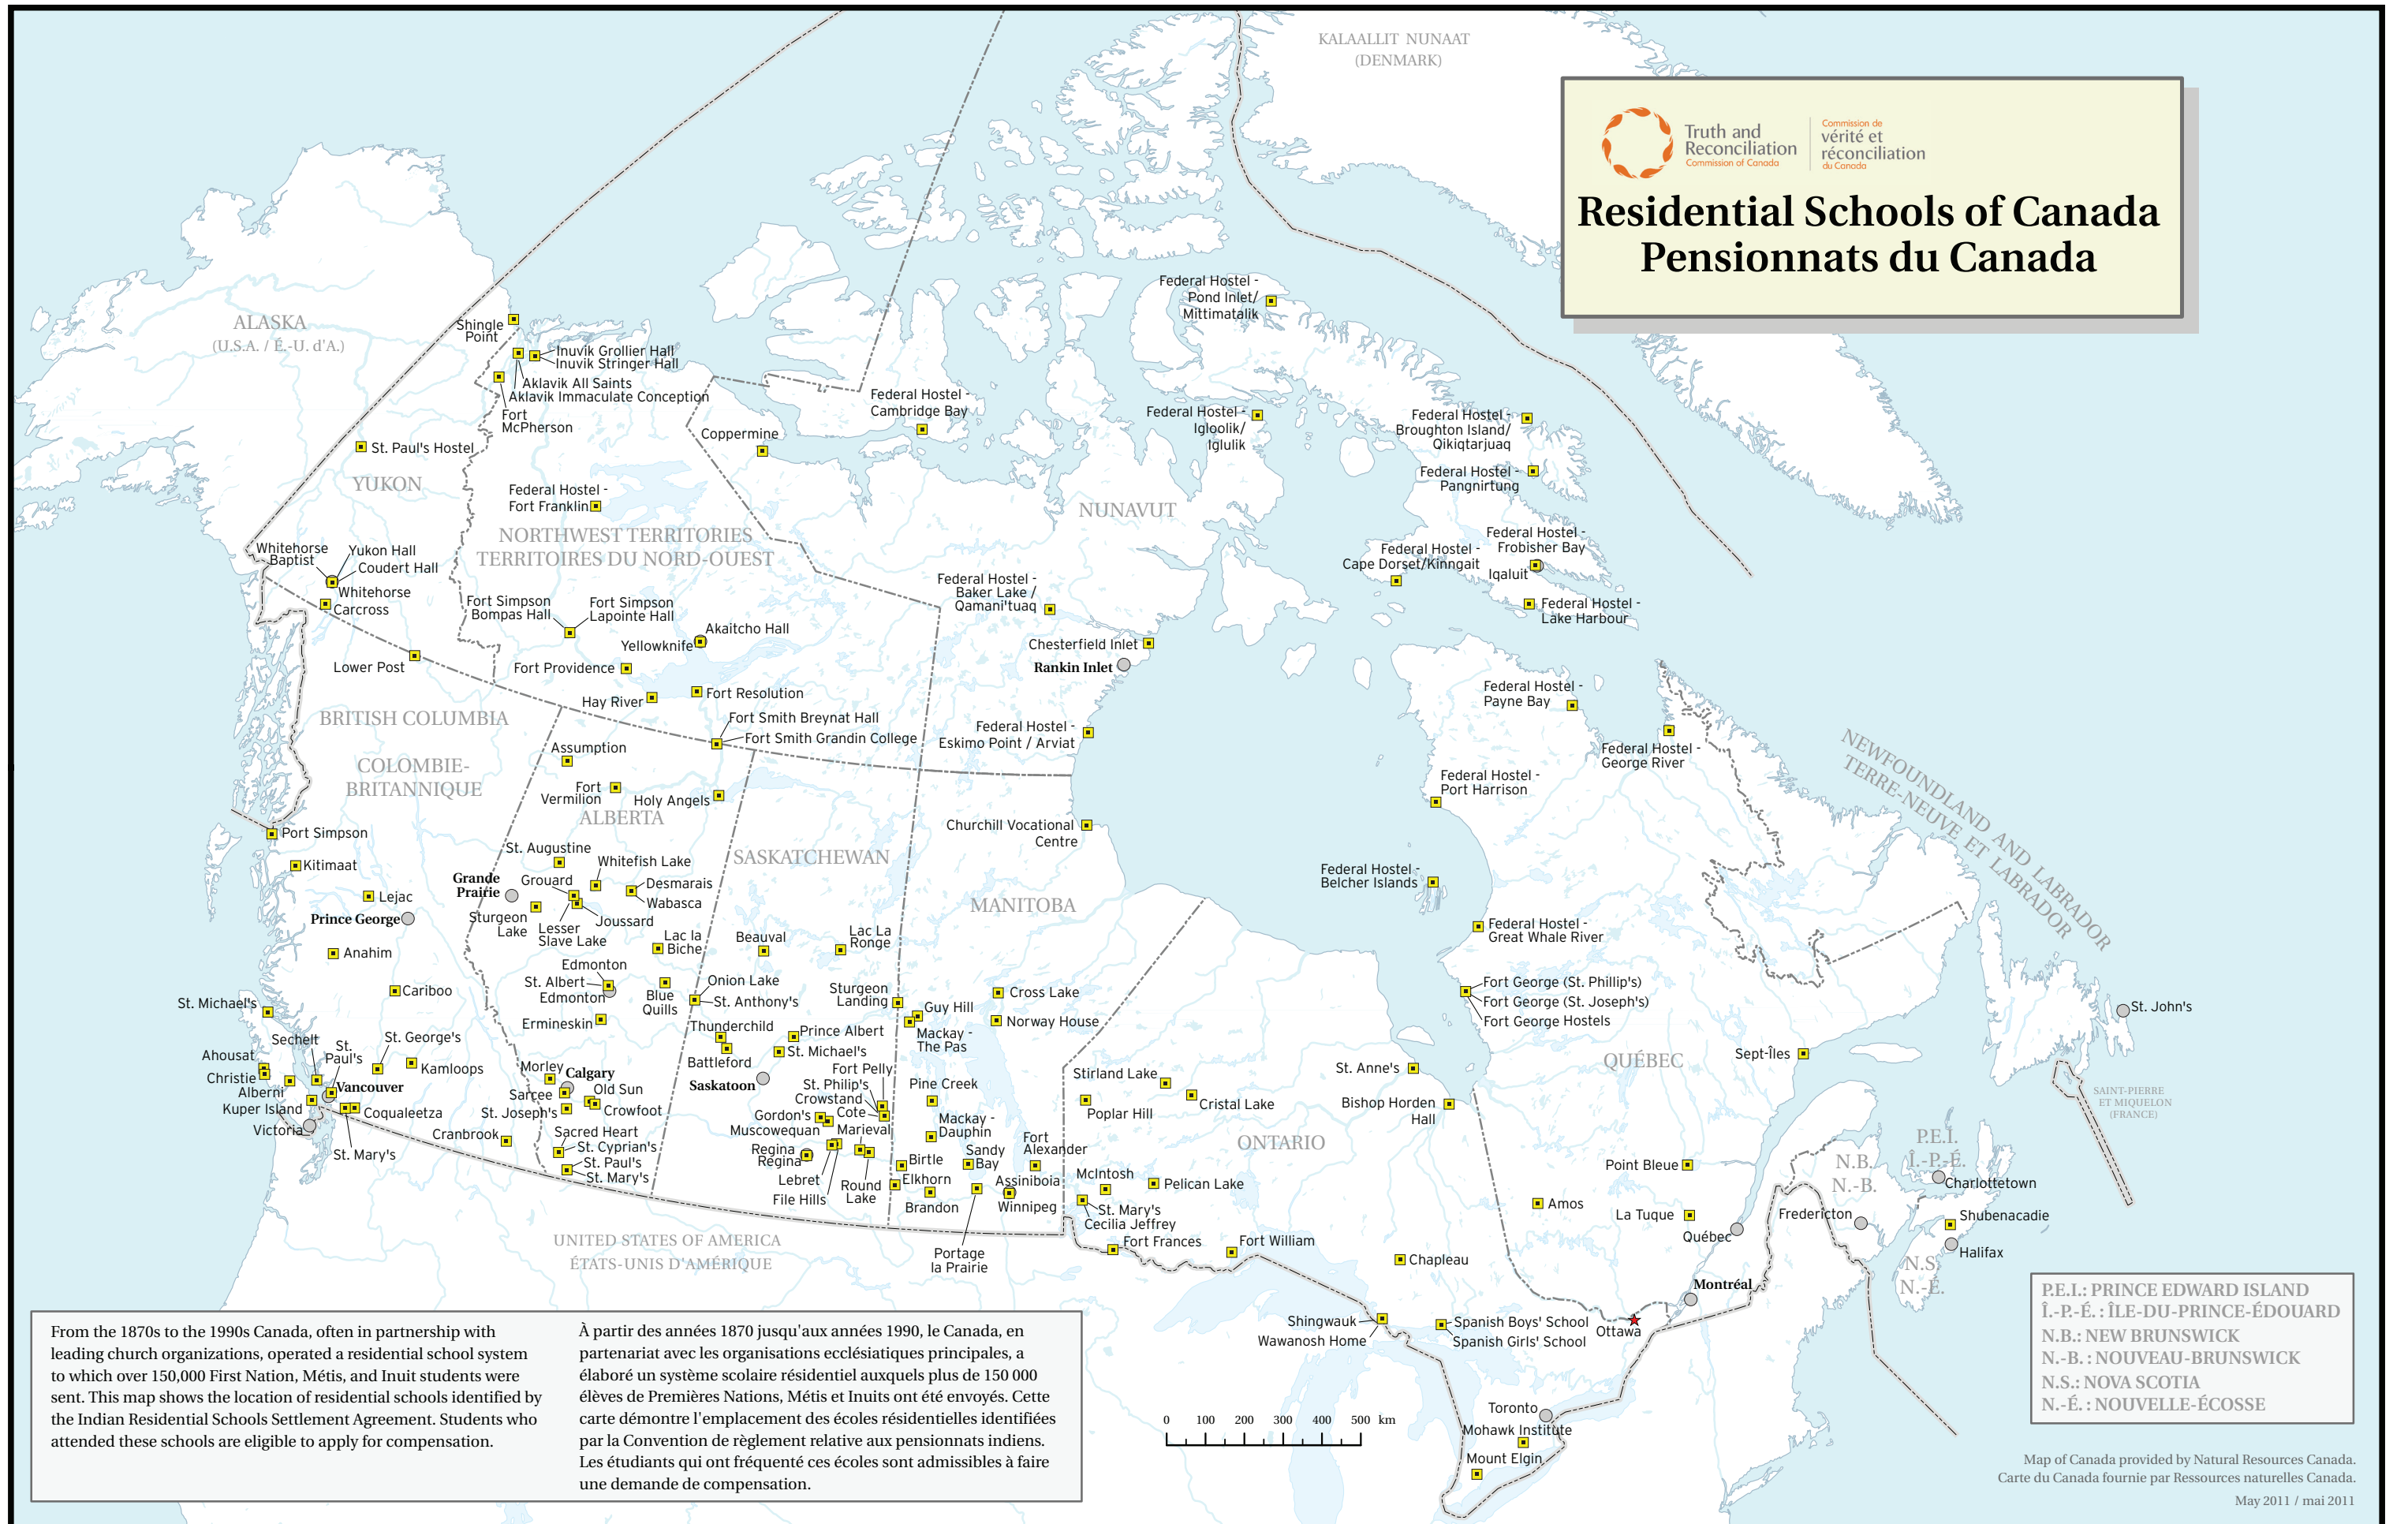 KALAALLIT NUNAAT
(DENMARK)
Truth and
Reconciliation
Commission of Canada
Commission de
vérité et
réconciliation
du Canada
Residential Schools of Canada
Pensionnats du Canada
ALASKA
(U.S.A. / É.-U. d'A.)
Shingle
Point
Inuvik Grollier Hall
Inuvik Stringer Hall
Aklavik All Saints
Aklavik Immaculate Conception
Fort
McPherson
St. Paul's Hostel
YUKON
Federal Hostel -
Fort Franklin
NORTHWEST TERRITORIES
TERRITOIRES DU NORD-OUEST
Coppermine
Federal Hostel -
Cambridge Bay
Federal Hostel -
Pond Inlet/
Mittimatalik
Federal Hostel -
Igloolik/
Iglulik
Federal Hostel -
Broughton Island/
Qikiqtarjuaq
Federal Hostel -
Pangnirtung
NUNAVUT
Federal Hostel -
Frobisher Bay
Federal Hostel -
Cape Dorset/Kinngait
Iqaluit
Federal Hostel -
Lake Harbour
Federal Hostel -
Baker Lake /
Qamani'tuaq
Chesterfield Inlet
Rankin Inlet
Federal Hostel -
Eskimo Point / Arviat
Whitehorse
Baptist
Yukon Hall
Coudert Hall
Whitehorse
Carcross
Lower Post
Fort Simpson
Bompas Hall
Fort Simpson
Lapointe Hall
Akaitcho Hall
Yellowknife
Fort Providence
Hay River
Fort Resolution
Fort Smith Breynat Hall
Fort Smith Grandin College
BRITISH COLUMBIA
COLOMBIE-
BRITANNIQUE
Assumption
Fort
Vermilion
Holy Angels
ALBERTA
SASKATCHEWAN
MANITOBA
Churchill Vocational
Centre
Federal Hostel -
Payne Bay
Federal Hostel -
George River
Federal Hostel -
Port Harrison
Federal Hostel -
Belcher Islands
Federal Hostel -
Great Whale River
NEWFOUNDLAND AND LABRADOR
TERRE-NEUVE ET LABRADOR
Port Simpson
Kitimaat
Lejac
Prince George
Anahim
Cariboo
St. Michael's
Sechelt
St.
Paul's
St. George's
Kamloops
Ahousat
Christie
Alberni
Kuper Island
Vancouver
Coqualeetza
Victoria
St. Mary's
Cranbrook
St. Augustine
Whitefish Lake
Grande
Prairie
Grouard
Desmarais
Wabasca
Sturgeon
Lake
Lesser
Slave Lake
Joussard
Lac la
Biche
Edmonton
St. Albert
Edmonton
Blue
Quills
Ermineskin
Morley
Calgary
Sarcee
Old Sun
St. Joseph's
Crowfoot
Sacred Heart
St. Cyprian's
St. Paul's
St. Mary's
Beauval
Lac La
Ronge
Onion Lake
St. Anthony's
Thunderchild
Prince Albert
Battleford
St. Michael's
Saskatoon
Fort Pelly
St. Philip's
Crowstand
Cote
Gordon's
Muscowequan
Marieval
Regina
Régina
Lebret
File Hills
Round
Lake
Sturgeon
Landing
Guy Hill
Mackay -
The Pas
Cross Lake
Norway House
Pine Creek
Mackay -
Dauphin
Fort
Alexander
Sandy
Bay
Birtle
Elkhorn
Brandon
Assiniboia
Winnipeg
Portage
la Prairie
Stirland Lake
Poplar Hill
Cristal Lake
ONTARIO
McIntosh
Pelican Lake
St. Mary's
Cecilia Jeffrey
Fort Frances
Fort William
St. Anne's
Bishop Horden
Hall
Chapleau
Shingwauk
Wawanosh Home
Spanish Boys' School
Spanish Girls' School
Ottawa
Toronto
Mohawk Institute
Mount Elgin
Fort George (St. Phillip's)
Fort George (St. Joseph's)
Fort George Hostels
QUÉBEC
Sept-Îles
Point Bleue
Amos
La Tuque
Québec
Montréal
St. John's
SAINT-PIERRE
ET MIQUELON
(FRANCE)
P.E.I.
Î.-P.-É.
Charlottetown
N.B.
N.-B.
Fredericton
Shubenacadie
Halifax
N.S.
N.-É.
UNITED STATES OF AMERICA
ÉTATS-UNIS D'AMÉRIQUE
From the 1870s to the 1990s Canada, often in partnership with
leading church organizations, operated a residential school system
to which over 150,000 First Nation, Métis, and Inuit students were
sent. This map shows the location of residential schools identified by
the Indian Residential Schools Settlement Agreement. Students who
attended these schools are eligible to apply for compensation.
À partir des années 1870 jusqu'aux années 1990, le Canada, en
partenariat avec les organisations ecclésiatiques principales, a
élaboré un système scolaire résidentiel auxquels plus de 150 000
élèves de Premières Nations, Métis et Inuits ont été envoyés. Cette
carte démontre l'emplacement des écoles résidentielles identifiées
par la Convention de règlement relative aux pensionnats indiens.
Les étudiants qui ont fréquenté ces écoles sont admissibles à faire
une demande de compensation.
0 100 200 300 400 500 km
P.E.I.: PRINCE EDWARD ISLAND
Î.-P.-É. : ÎLE-DU-PRINCE-ÉDOUARD
N.B.: NEW BRUNSWICK
N.-B. : NOUVEAU-BRUNSWICK
N.S.: NOVA SCOTIA
N.-É. : NOUVELLE-ÉCOSSE
Map of Canada provided by Natural Resources Canada.
Carte du Canada fournie par Ressources naturelles Canada.
May 2011 / mai 2011